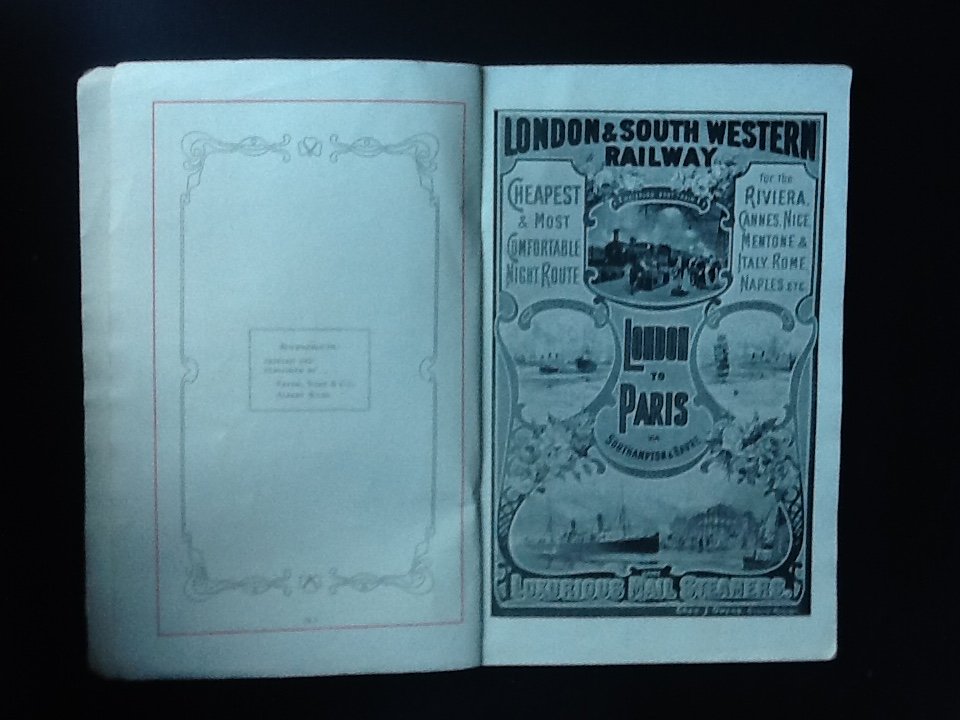 LONDON & SOUTH WESTERN
RAILWAY
CHEAPEST
& MOST
COMFORTABLE
NIGHT ROUTE
for the
RIVIERA,
CANNES, NICE,
MENTONE &
ITALY, ROME,
NAPLES. ETC.
LONDON
TO
PARIS
VIA
SOUTHAMPTON & HAVRE
LUXURIOUS MAIL STEAMERS.